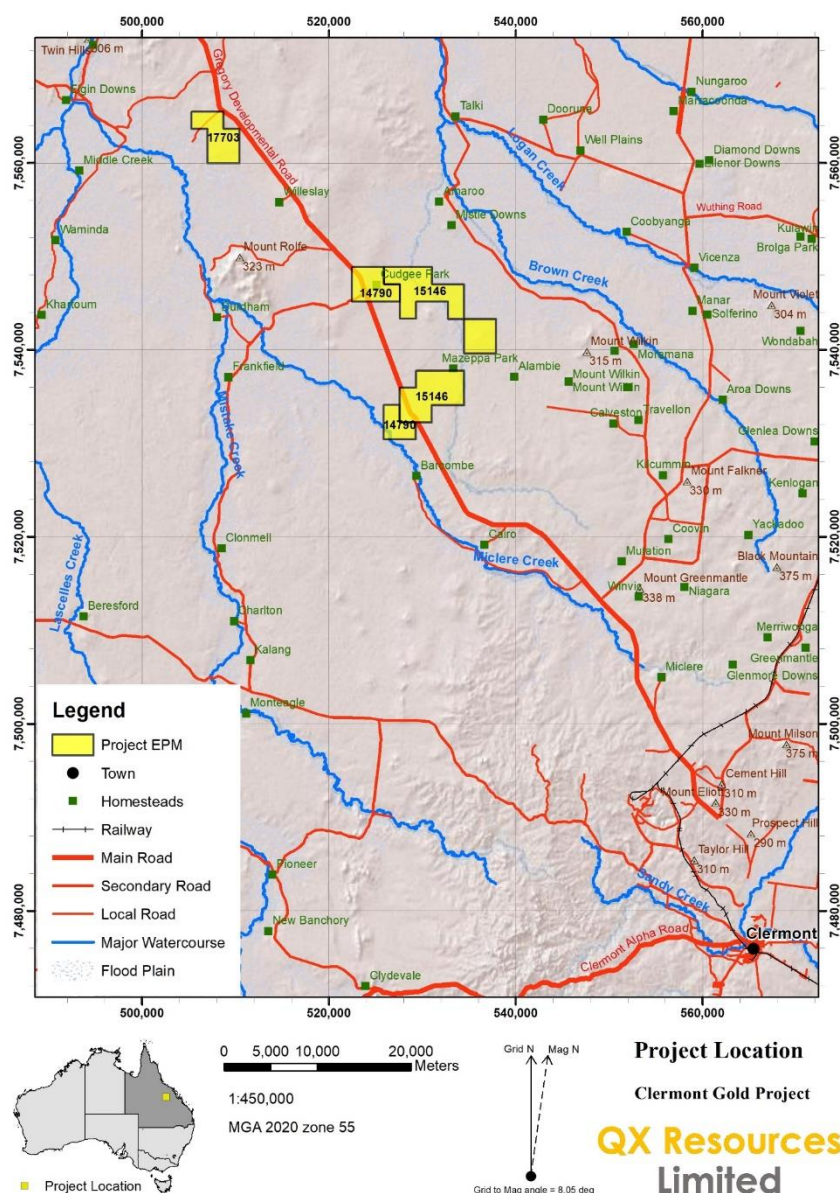 500,000 520,000 540,000 560,000
7,560,000
7,540,000
7,520,000
7,500,000
7,480,000
7,560,000
7,540,000
7,520,000
7,500,000
7,480,000
Twin Hills 306 m
Gregory Developmental Road
Elgin Downs
17703
Middle Creek
Willeslay
Waminda
Mount Rolfe
323 m
Khartoum
Frankfield
Mistake Creek
Talki
Nungaroo
Doorune
Well Plains
Logan Creek
Diamond Downs
Ellenor Downs
Amaroo
Mistie Downs
Wuthing Road
Coobyanga
Kulawin
Brolga Park
Vicenza
Brown Creek
Cudgee Park
14790
15146
Manar
Solferino
Mount Violet
304 m
Wondabah
Mount Wilkin
315 m
Moramana
Mazeppa Park
Alambie
Mount Wilkin
Mount Wilkin
Aroa Downs
15146
14790
Calveston
Travellon
Glenlea Downs
Barcombe
Kilcummin
Mount Falkner
330 m
Kenlogan
Clonmell
Cairo
Coovin
Yackadoo
Miclere Creek
Muration
Black Mountain
375 m
Lascelles Creek
Mount Greenmantle
338 m
Niagara
Beresford
Charlton
Merriwonga
Kalang
Miclere
Greenmantle
Glenmore Downs
Monteagle
Mount Milson
375 m
Cement Hill
310 m
Mount Eliott
330 m
Prospect Hill
290 m
Taylor Hill
310 m
Pioneer
Sandy Creek
New Banchory
Clermont
Clermont Alpha Road
Clydevale
Legend
Project EPM
Town
Homesteads
Railway
Main Road
Secondary Road
Local Road
Major Watercourse
Flood Plain
500,000 520,000 540,000 560,000
0 5,000 10,000 20,000
Meters
1:450,000
MGA 2020 zone 55
Project Location
Grid N Mag N
Grid to Mag angle = 8.05 deg
Project Location
Clermont Gold Project
QX Resources
Limited